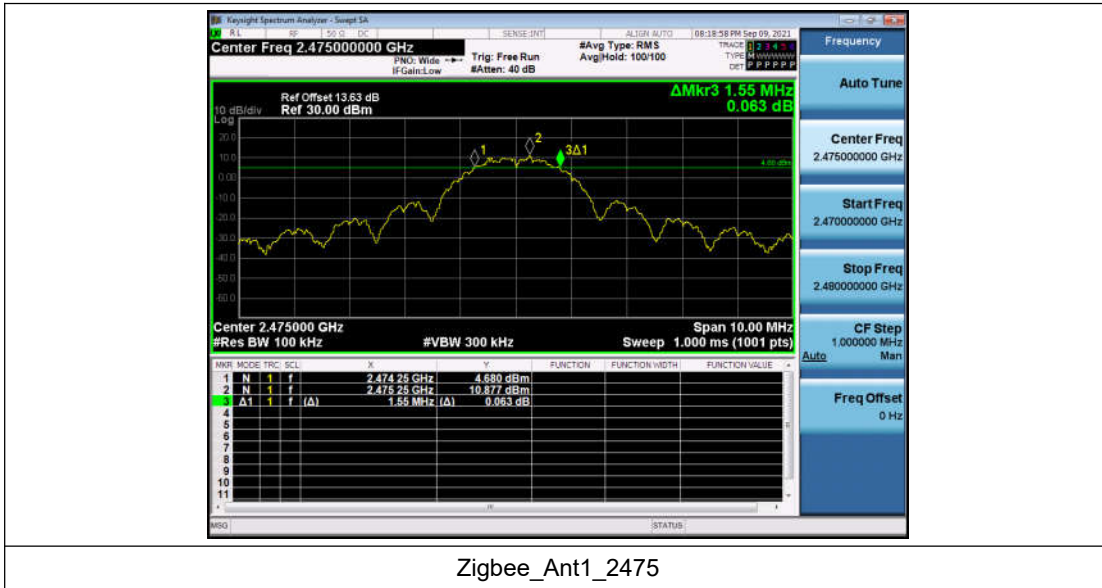 Keysight Spectrum Analyzer - Swept SA
RL RF 50 Ω DC SENSE:INT ALIGN AUTO 08:18:58 PM Sep 09, 2021
Center Freq 2.475000000 GHz
PNO: Wide
IFGain:Low
Trig: Free Run
#Atten: 40 dB
#Avg Type: RMS
Avg|Hold: 100/100
TRACE 1 2 3 4 5 6
TYPE M WWWWW
DET P P P P P P
ΔMkr3 1.55 MHz
0.063 dB
Ref Offset 13.63 dB
10 dB/div Ref 30.00 dBm
Log
20.0
10.0
0.00
-10.0
-20.0
-30.0
-40.0
-50.0
-60.0
1
2
3Δ1
4.88 dBm
Center 2.475000 GHz Span 10.00 MHz
#Res BW 100 kHz #VBW 300 kHz Sweep 1.000 ms (1001 pts)
MKR MODE TRC SCL X Y FUNCTION FUNCTION WIDTH FUNCTION VALUE
1 N 1 f 2.474 25 GHz 4.680 dBm
2 N 1 f 2.475 25 GHz 10.877 dBm
3 Δ1 1 f (Δ) 1.55 MHz (Δ) 0.063 dB
4
5
6
7
8
9
10
11
MSG STATUS
Frequency
Auto Tune
Center Freq
2.475000000 GHz
Start Freq
2.470000000 GHz
Stop Freq
2.480000000 GHz
CF Step
1.000000 MHz
Auto Man
Freq Offset
0 Hz
Zigbee_Ant1_2475